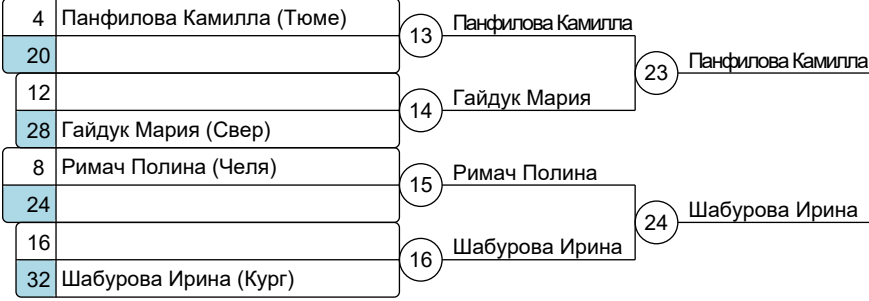 4 Панфилова Камилла (Тюме)
20
13
Панфилова Камилла
12
28 Гайдук Мария (Свер)
14
Гайдук Мария
23
Панфилова Камилла
8 Римач Полина (Челя)
24
15
Римач Полина
16
32 Шабурова Ирина (Кург)
16
Шабурова Ирина
24
Шабурова Ирина